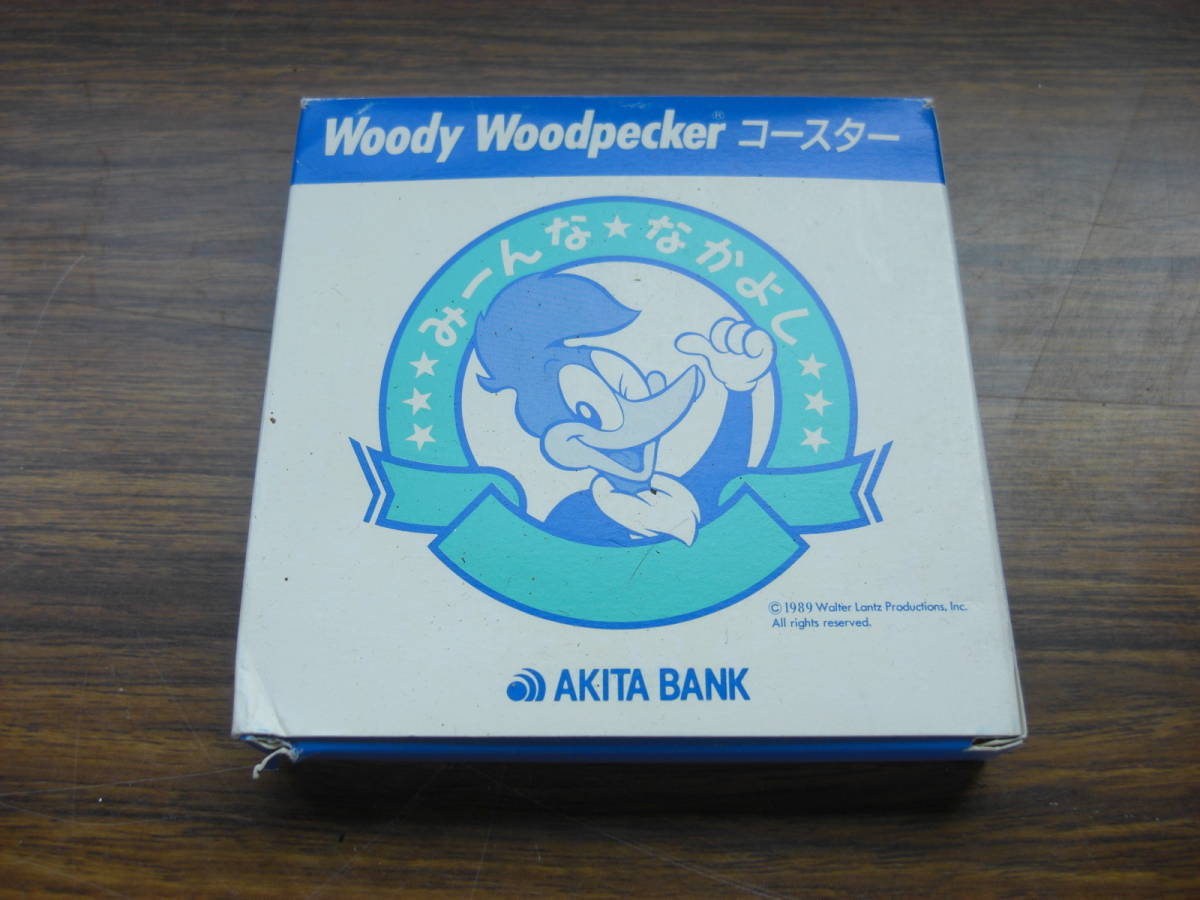 Woody Woodpecker® コースター
みーんな★なかよし
© 1989 Walter Lantz Productions, Inc.
All rights reserved.
AKITA BANK